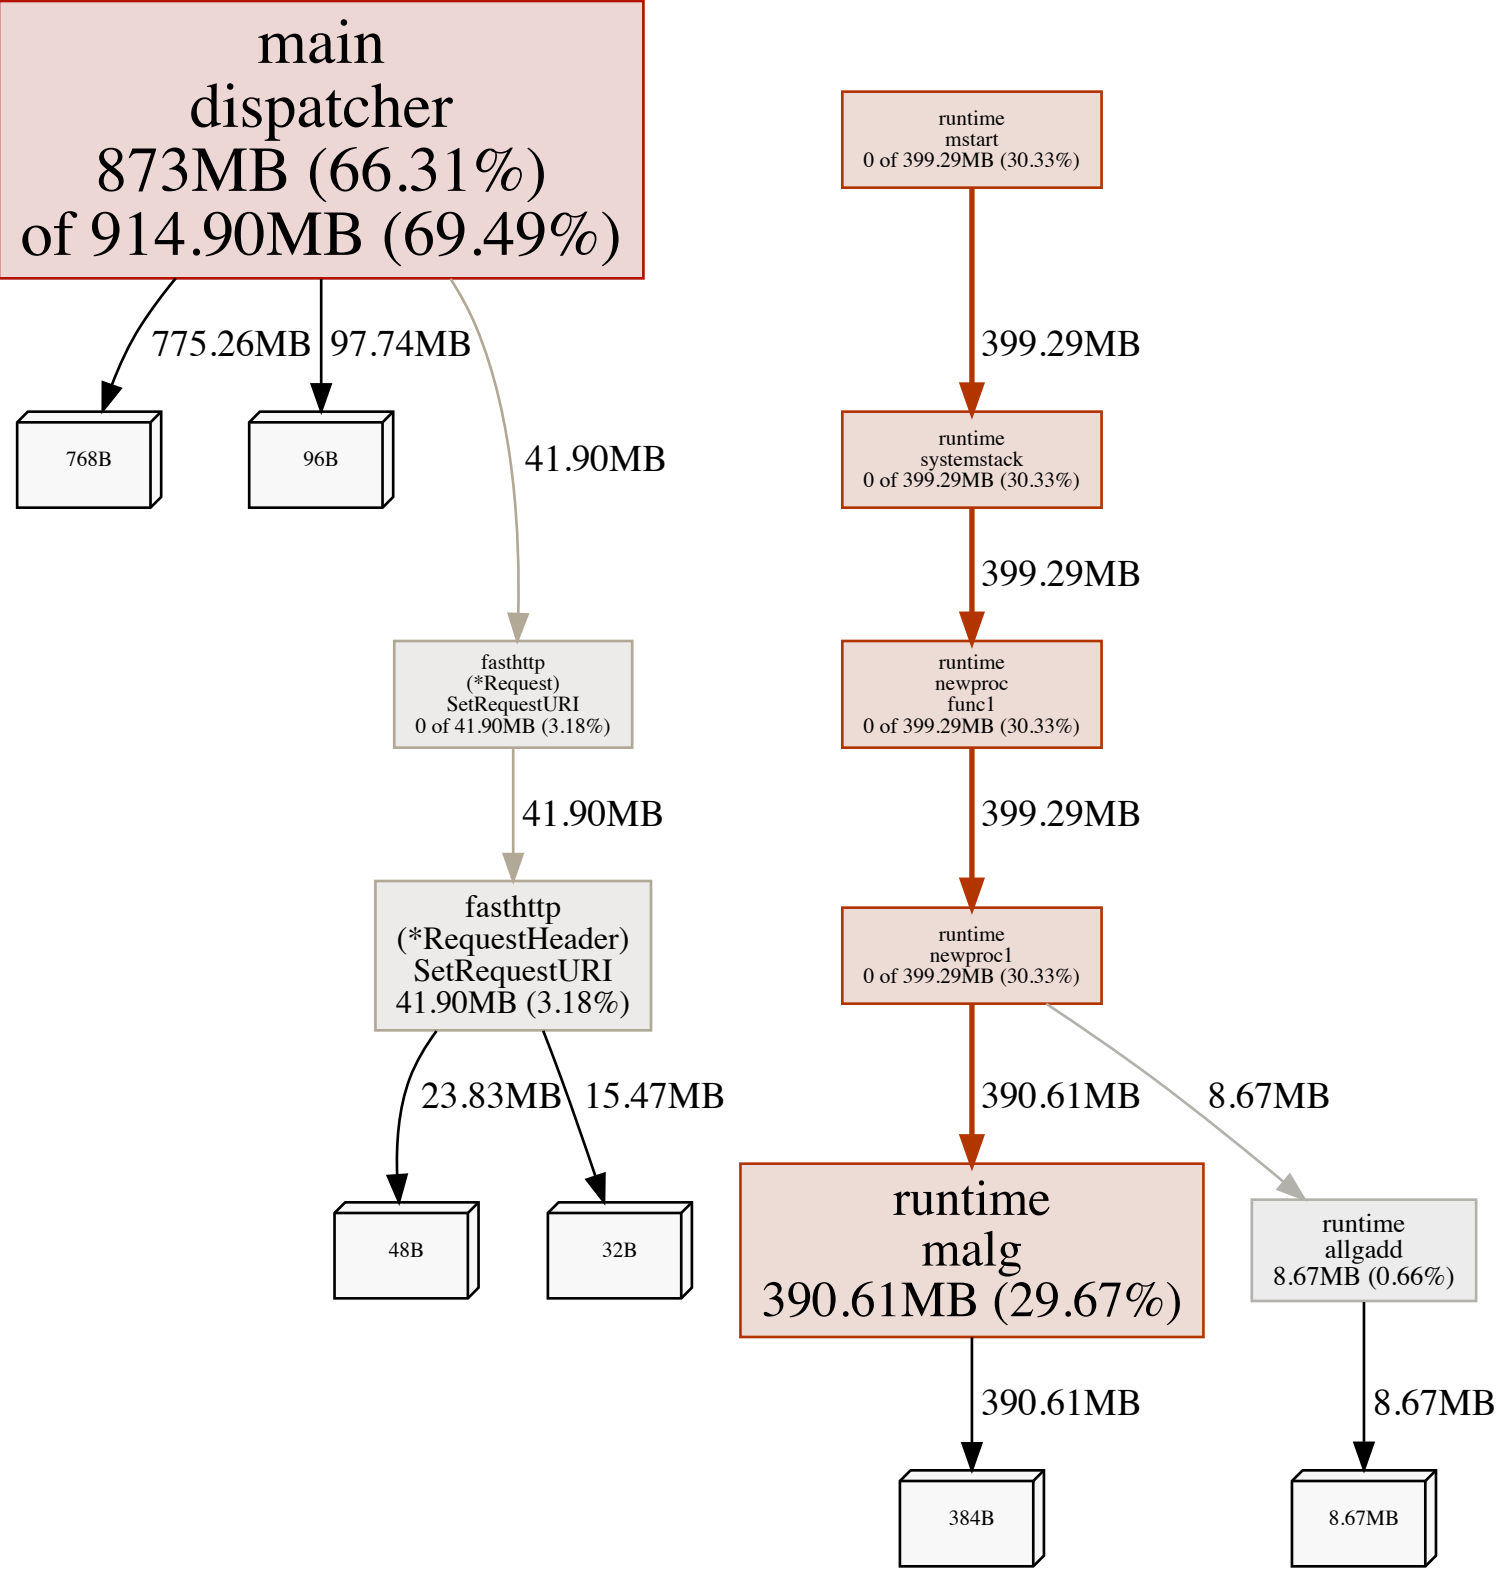 main
dispatcher
873MB (66.31%)
of 914.90MB (69.49%)
runtime
mstart
0 of 399.29MB (30.33%)
775.26MB
97.74MB
399.29MB
768B
96B
41.90MB
runtime
systemstack
0 of 399.29MB (30.33%)
399.29MB
fasthttp
(*Request)
SetRequestURI
0 of 41.90MB (3.18%)
runtime
newproc
func1
0 of 399.29MB (30.33%)
41.90MB
399.29MB
fasthttp
(*RequestHeader)
SetRequestURI
41.90MB (3.18%)
runtime
newproc1
0 of 399.29MB (30.33%)
23.83MB
15.47MB
390.61MB
8.67MB
48B
32B
runtime
malg
390.61MB (29.67%)
runtime
allgadd
8.67MB (0.66%)
390.61MB
8.67MB
384B
8.67MB